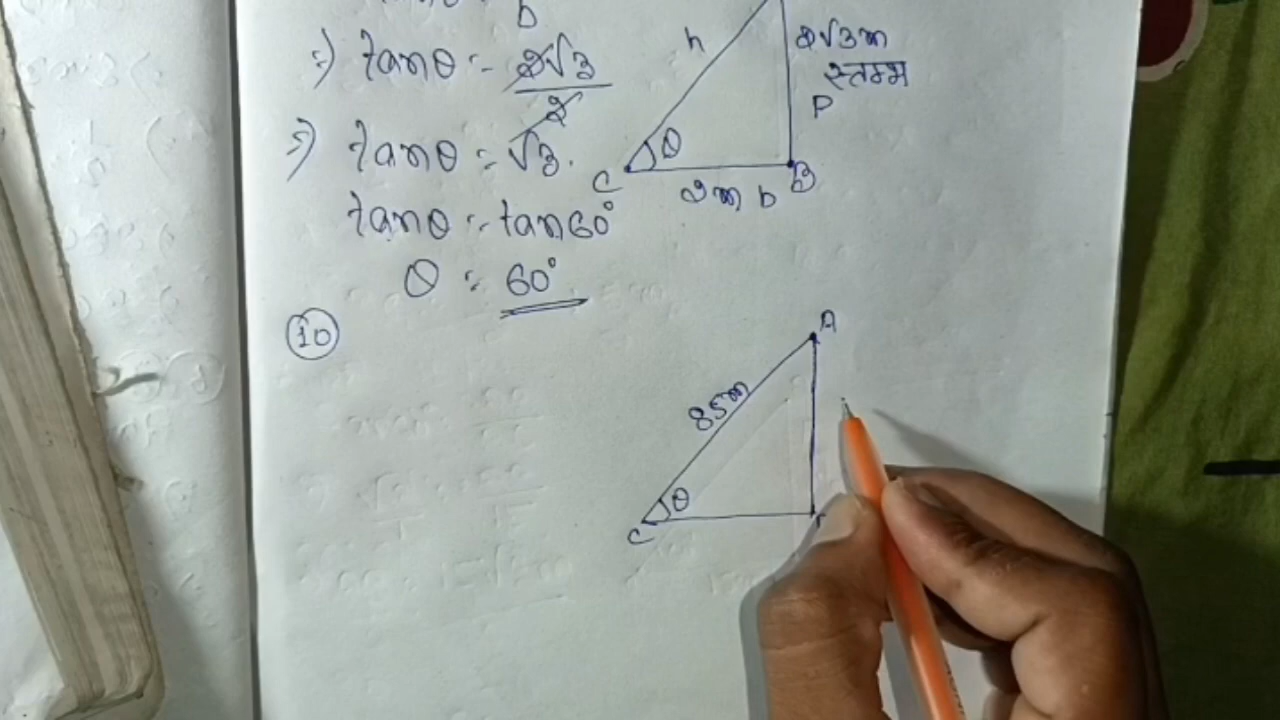 b
⇒) tanθ = 2√3 / 2
⇒) tanθ = √3.
tanθ = tan60°
θ = 60°
h
2√3m
स्तम्भ
P
θ
C
2m b
B
10
A
85m
θ
C